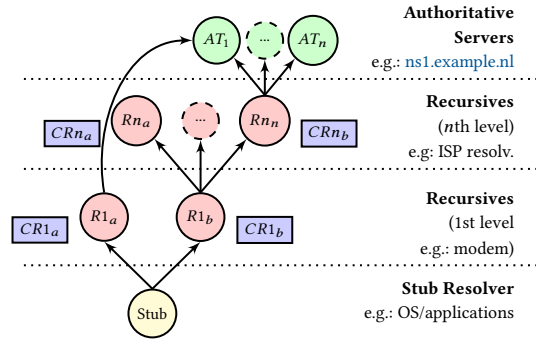 Authoritative
Servers
e.g.: ns1.example.nl
AT1
...
ATn
Recursives
(nth level)
e.g: ISP resolv.
CRna
Rna
...
Rnn
CRnb
Recursives
(1st level
e.g.: modem)
CR1a
R1a
R1b
CR1b
Stub Resolver
e.g.: OS/applications
Stub